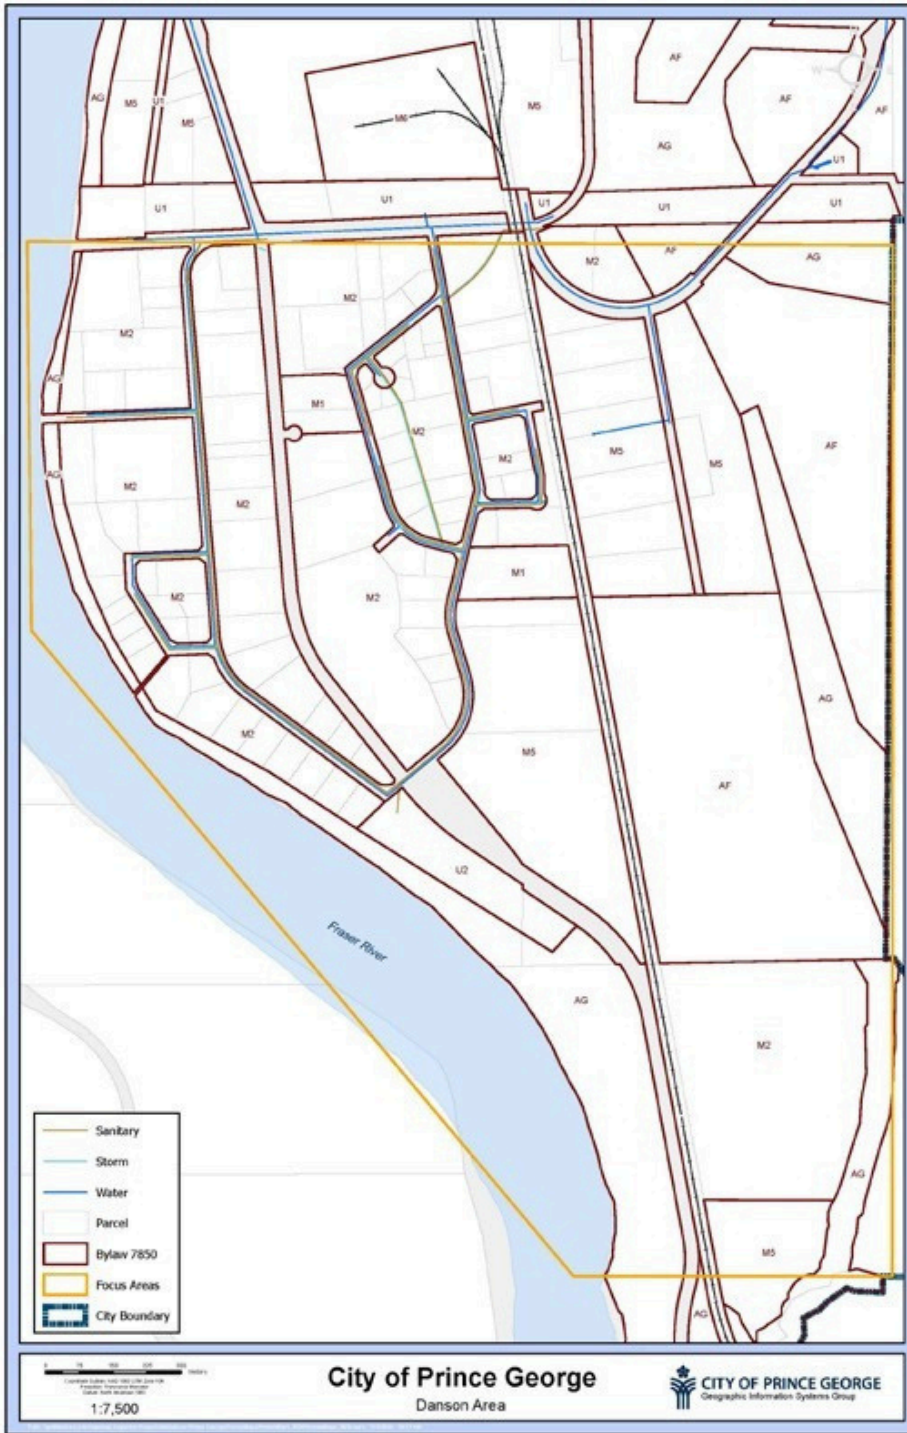 AF
AG
M5
U1
M5
M6
M5
AF
AF
AG
U1
U1
U1
U1
U1
M2
AF
AG
M2
M2
AG
M1
M2
AF
AG
M2
M2
M2
M5
M5
M2
M2
M1
AG
M2
M5
AF
U2
Fraser River
AG
M2
AG
M5
AG
Sanitary
Storm
Water
Parcel
Bylaw 7850
Focus Areas
City Boundary
1:7,500
City of Prince George
Danson Area
CITY OF PRINCE GEORGE
Geographic Information Systems Group